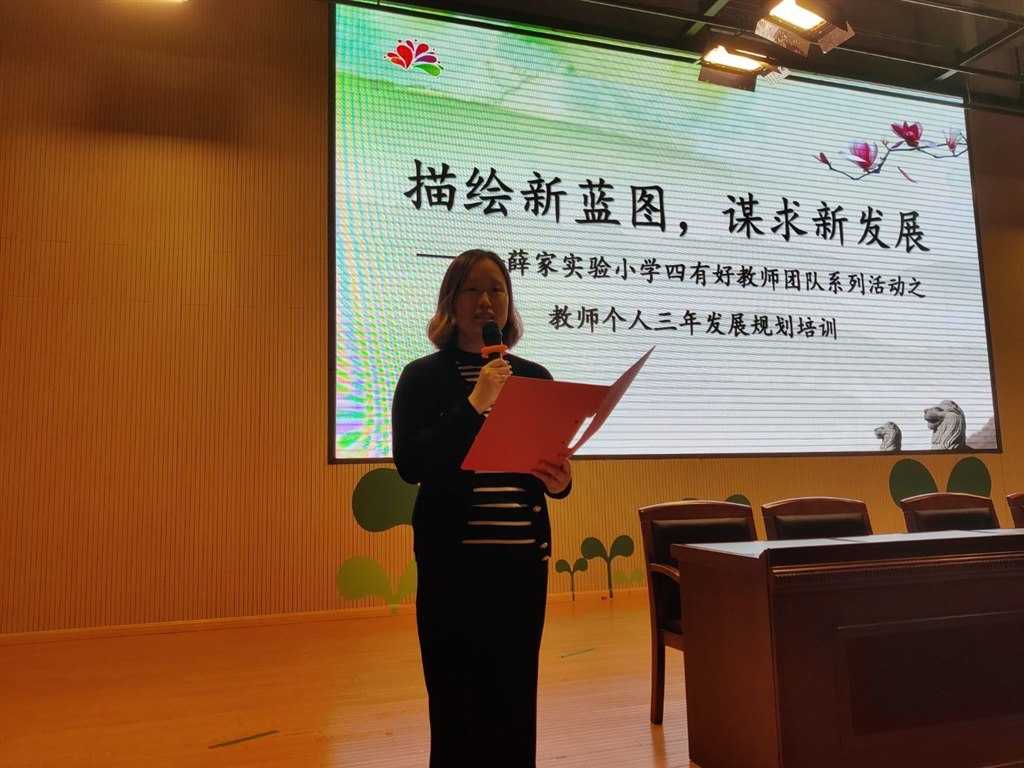 描绘新蓝图，谋求新发展
——薛家实验小学四有好教师团队系列活动之
教师个人三年发展规划培训